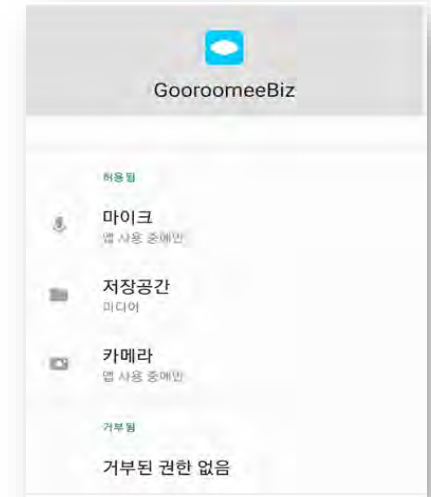 GooroomeeBiz
허용됨
마이크
앱 사용 중에만
저장공간
미디어
카메라
앱 사용 중에만
거부됨
거부된 권한 없음